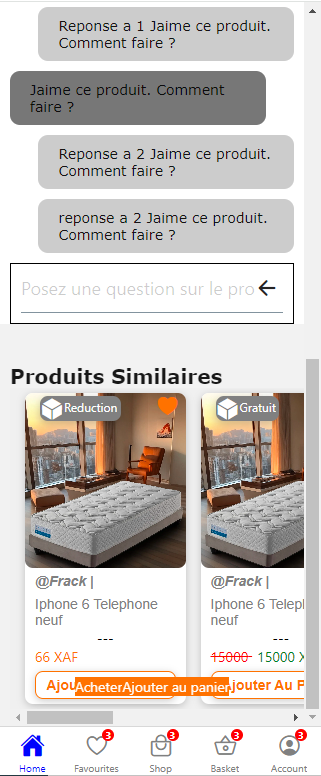 Reponse a 1 Jaime ce produit.
Comment faire ?
Jaime ce produit. Comment
faire ?
Reponse a 2 Jaime ce produit.
Comment faire ?
reponse a 2 Jaime ce produit.
Comment faire ?
Posez une question sur le pro
Produits Similaires
Reduction
Gratuit
@Frack |
@Frack |
Iphone 6 Telephone
neuf
Iphone 6 Telep
neuf
---
---
66 XAF
15000 15000 X
Ajou
AcheterAjouter au panier
jouter Au P
Home
3
Favourites
3
Shop
3
Basket
3
Account